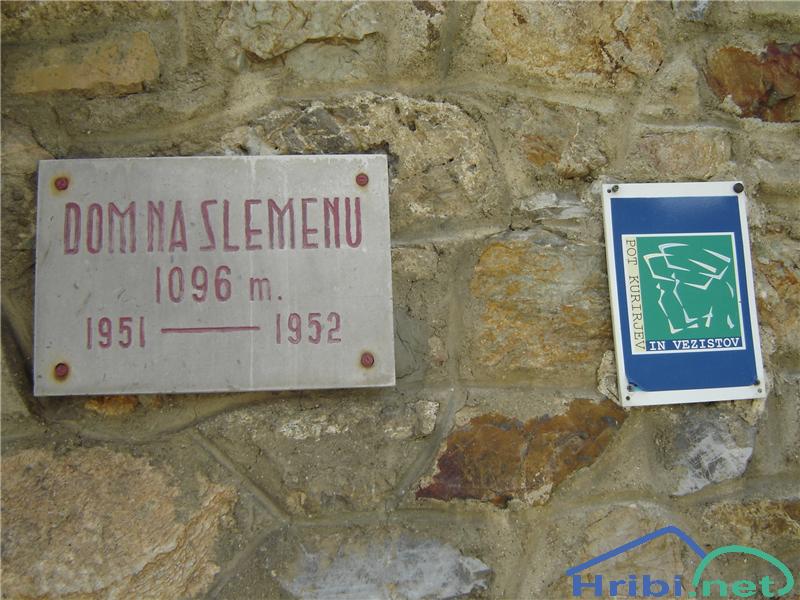 DOM NA SLEMENU
1096 m.
1951 — 1952
POT KURIRJEV
IN VEZISTOV
Hribi.net